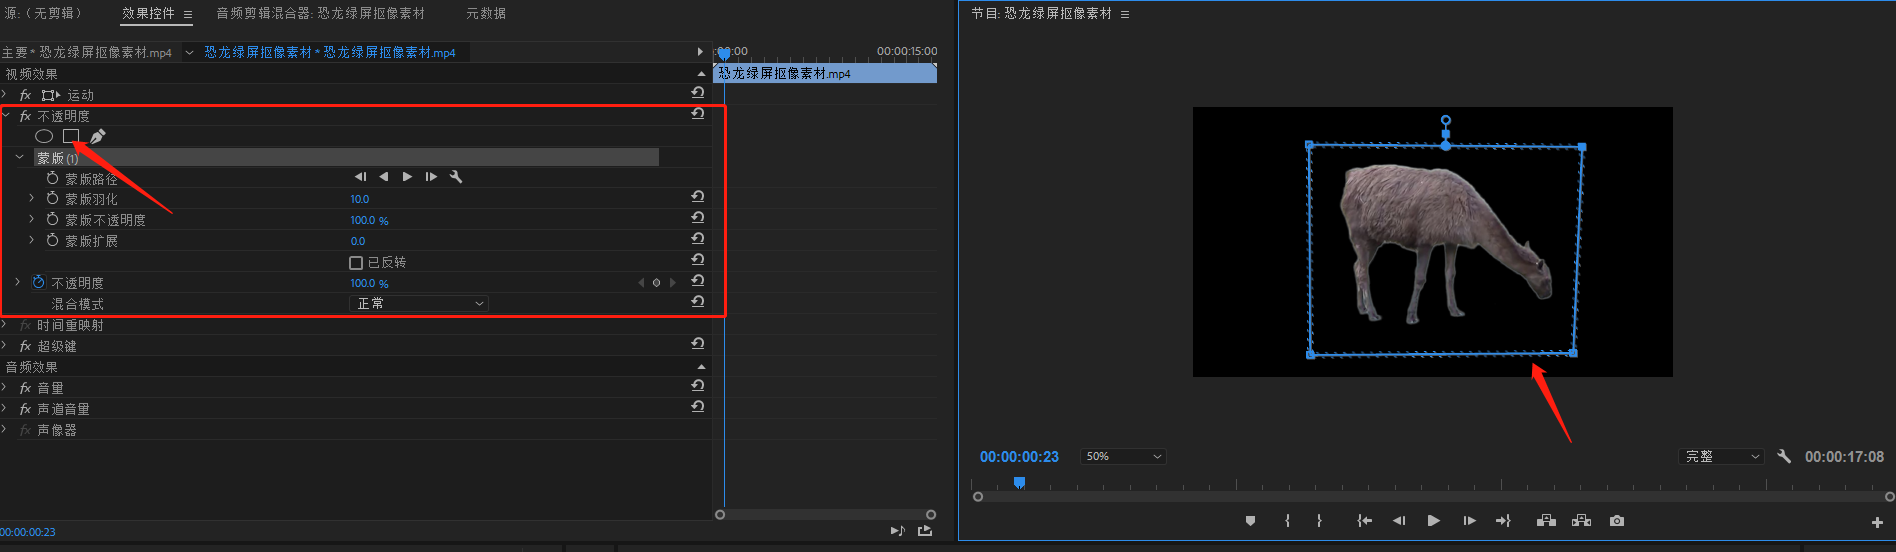 源:（无剪辑）
效果控件
音频剪辑混合器: 恐龙绿屏抠像素材
元数据
主要 * 恐龙绿屏抠像素材.mp4
恐龙绿屏抠像素材 * 恐龙绿屏抠像素材.mp4
:00:00
00:00:15:00
视频效果
恐龙绿屏抠像素材.mp4
fx 运动
fx 不透明度
蒙版 (1)
蒙版路径
蒙版羽化
10.0
蒙版不透明度
100.0 %
蒙版扩展
0.0
已反转
不透明度
100.0 %
混合模式
正常
fx 时间重映射
fx 超级键
音频效果
fx 音量
fx 声道音量
fx 声像器
00:00:00:23
节目: 恐龙绿屏抠像素材
00:00:00:23
50%
完整
00:00:17:08